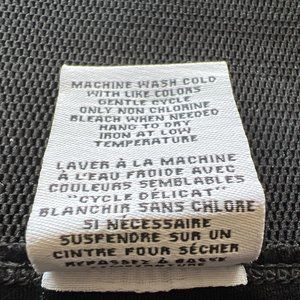 MACHINE WASH COLD
WITH LIKE COLORS
GENTLE CYCLE
ONLY NON CHLORINE
BLEACH WHEN NEEDED
HANG TO DRY
IRON AT LOW
TEMPERATURE
LAVER À LA MACHINE
À L'EAU FROIDE AVEC
COULEURS SEMBLABLES
"CYCLE DÉLICAT"
BLANCHIR SANS CHLORE
SI NÉCESSAIRE
SUSPENDRE SUR UN
CINTRE POUR SÉCHER
REPASSER À BASSE